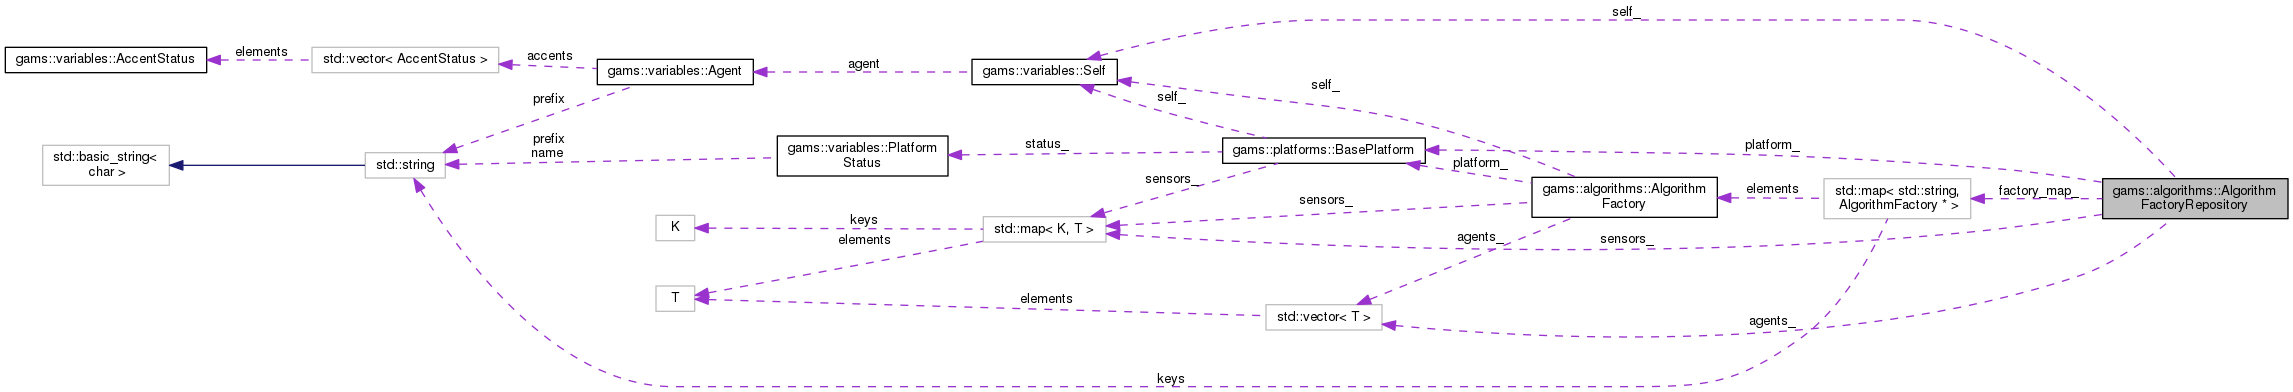 self_
gams::variables::AccentStatus
elements
std::vector< AccentStatus >
accents
gams::variables::Agent
agent
gams::variables::Self
self_
self_
prefix
std::basic_string<
char >
std::string
prefix
name
gams::variables::Platform
Status
status_
gams::platforms::BasePlatform
platform_
platform_
sensors_
gams::algorithms::Algorithm
Factory
elements
std::map< std::string,
AlgorithmFactory * >
factory_map_
gams::algorithms::Algorithm
FactoryRepository
K
keys
std::map< K, T >
sensors_
sensors_
elements
agents_
T
elements
std::vector< T >
agents_
keys